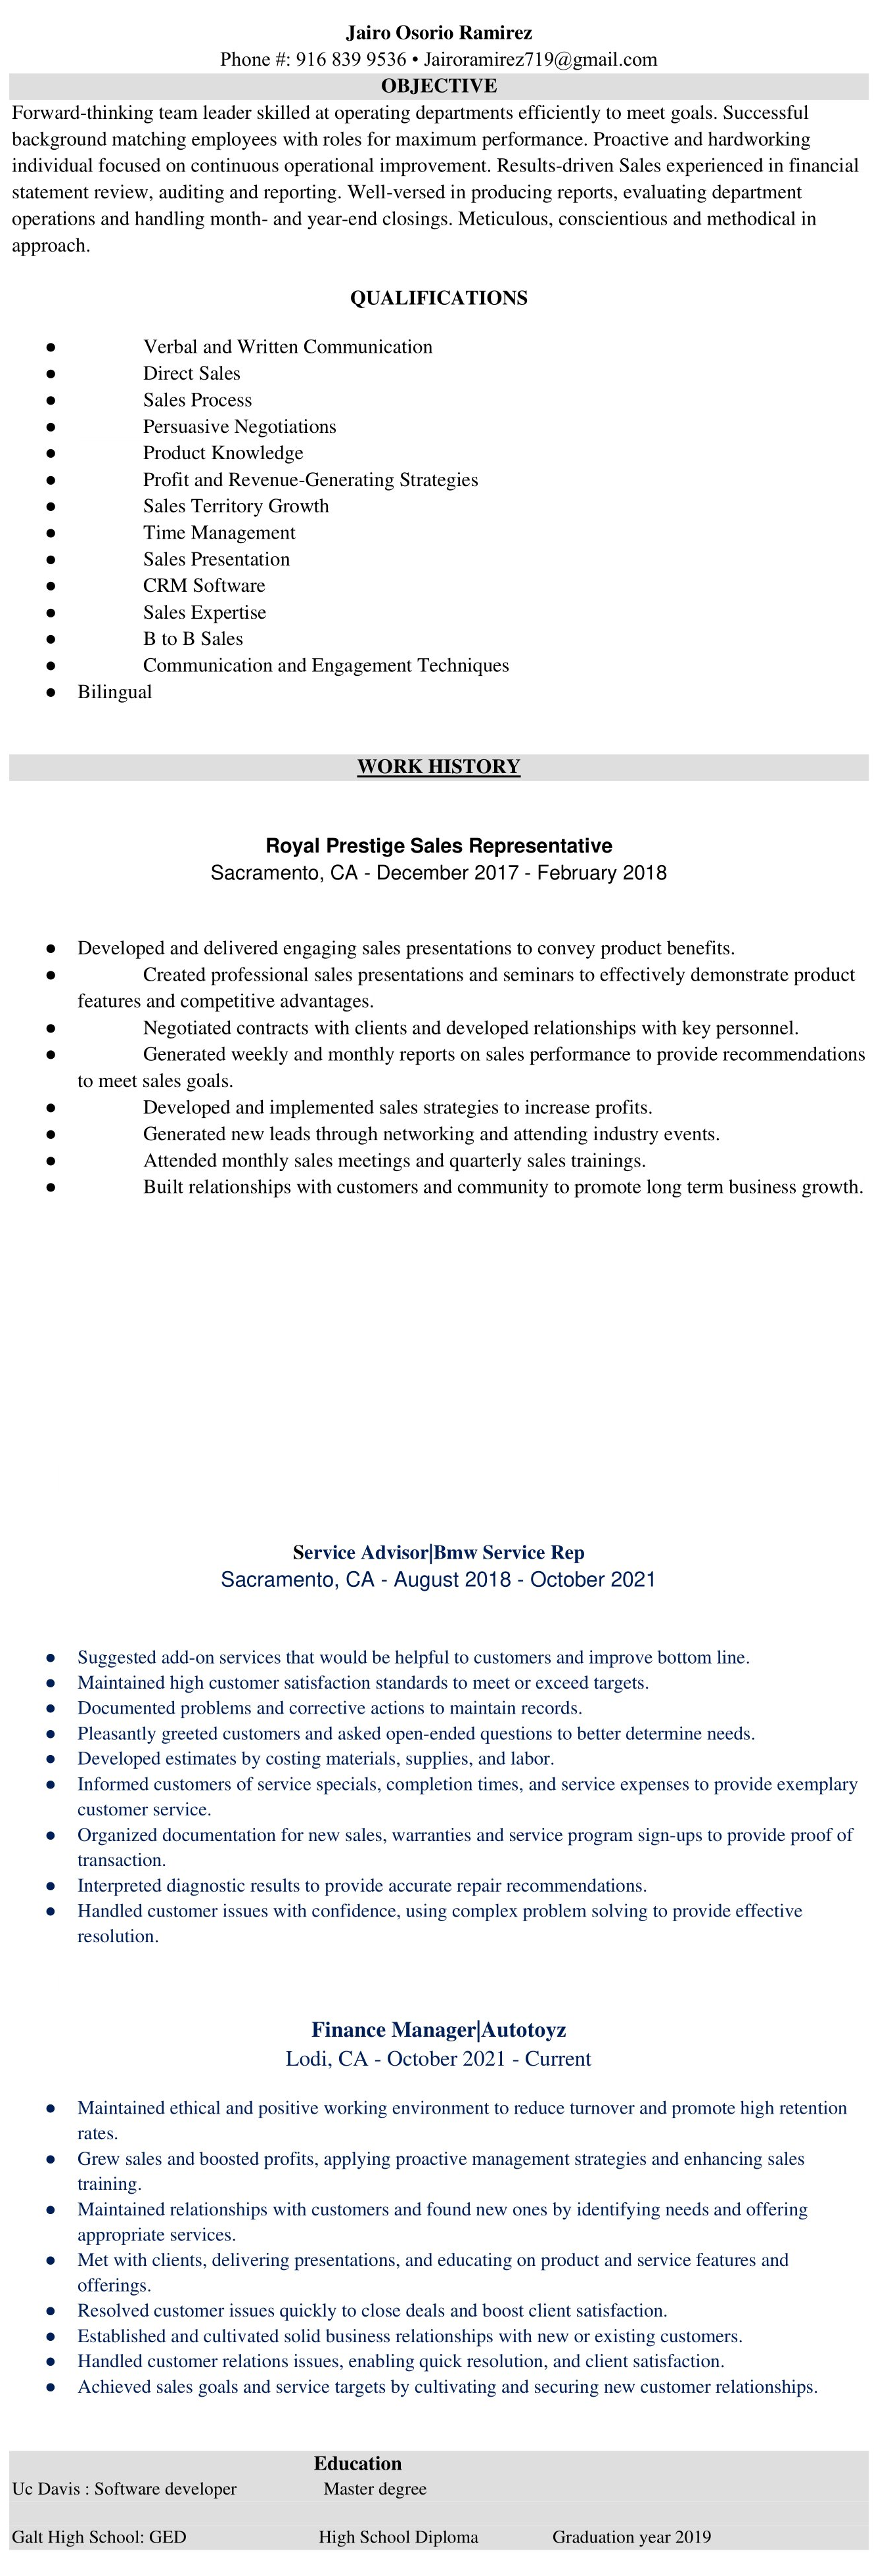 Jairo Osorio Ramirez
Phone #: 916 839 9536 • Jairoramirez719@gmail.com
OBJECTIVE
Forward-thinking team leader skilled at operating departments efficiently to meet goals. Successful
background matching employees with roles for maximum performance. Proactive and hardworking
individual focused on continuous operational improvement. Results-driven Sales experienced in financial
statement review, auditing and reporting. Well-versed in producing reports, evaluating department
operations and handling month- and year-end closings. Meticulous, conscientious and methodical in
approach.
QUALIFICATIONS
● Verbal and Written Communication
● Direct Sales
● Sales Process
● Persuasive Negotiations
● Product Knowledge
● Profit and Revenue-Generating Strategies
● Sales Territory Growth
● Time Management
● Sales Presentation
● CRM Software
● Sales Expertise
● B to B Sales
● Communication and Engagement Techniques
● Bilingual
WORK HISTORY
Royal Prestige Sales Representative
Sacramento, CA - December 2017 - February 2018
● Developed and delivered engaging sales presentations to convey product benefits.
● Created professional sales presentations and seminars to effectively demonstrate product
features and competitive advantages.
● Negotiated contracts with clients and developed relationships with key personnel.
● Generated weekly and monthly reports on sales performance to provide recommendations
to meet sales goals.
● Developed and implemented sales strategies to increase profits.
● Generated new leads through networking and attending industry events.
● Attended monthly sales meetings and quarterly sales trainings.
● Built relationships with customers and community to promote long term business growth.
Service Advisor|Bmw Service Rep
Sacramento, CA - August 2018 - October 2021
● Suggested add-on services that would be helpful to customers and improve bottom line.
● Maintained high customer satisfaction standards to meet or exceed targets.
● Documented problems and corrective actions to maintain records.
● Pleasantly greeted customers and asked open-ended questions to better determine needs.
● Developed estimates by costing materials, supplies, and labor.
● Informed customers of service specials, completion times, and service expenses to provide exemplary
customer service.
● Organized documentation for new sales, warranties and service program sign-ups to provide proof of
transaction.
● Interpreted diagnostic results to provide accurate repair recommendations.
● Handled customer issues with confidence, using complex problem solving to provide effective
resolution.
Finance Manager|Autotoyz
Lodi, CA - October 2021 - Current
● Maintained ethical and positive working environment to reduce turnover and promote high retention
rates.
● Grew sales and boosted profits, applying proactive management strategies and enhancing sales
training.
● Maintained relationships with customers and found new ones by identifying needs and offering
appropriate services.
● Met with clients, delivering presentations, and educating on product and service features and
offerings.
● Resolved customer issues quickly to close deals and boost client satisfaction.
● Established and cultivated solid business relationships with new or existing customers.
● Handled customer relations issues, enabling quick resolution, and client satisfaction.
● Achieved sales goals and service targets by cultivating and securing new customer relationships.
Education
Uc Davis : Software developer Master degree
Galt High School: GED High School Diploma Graduation year 2019